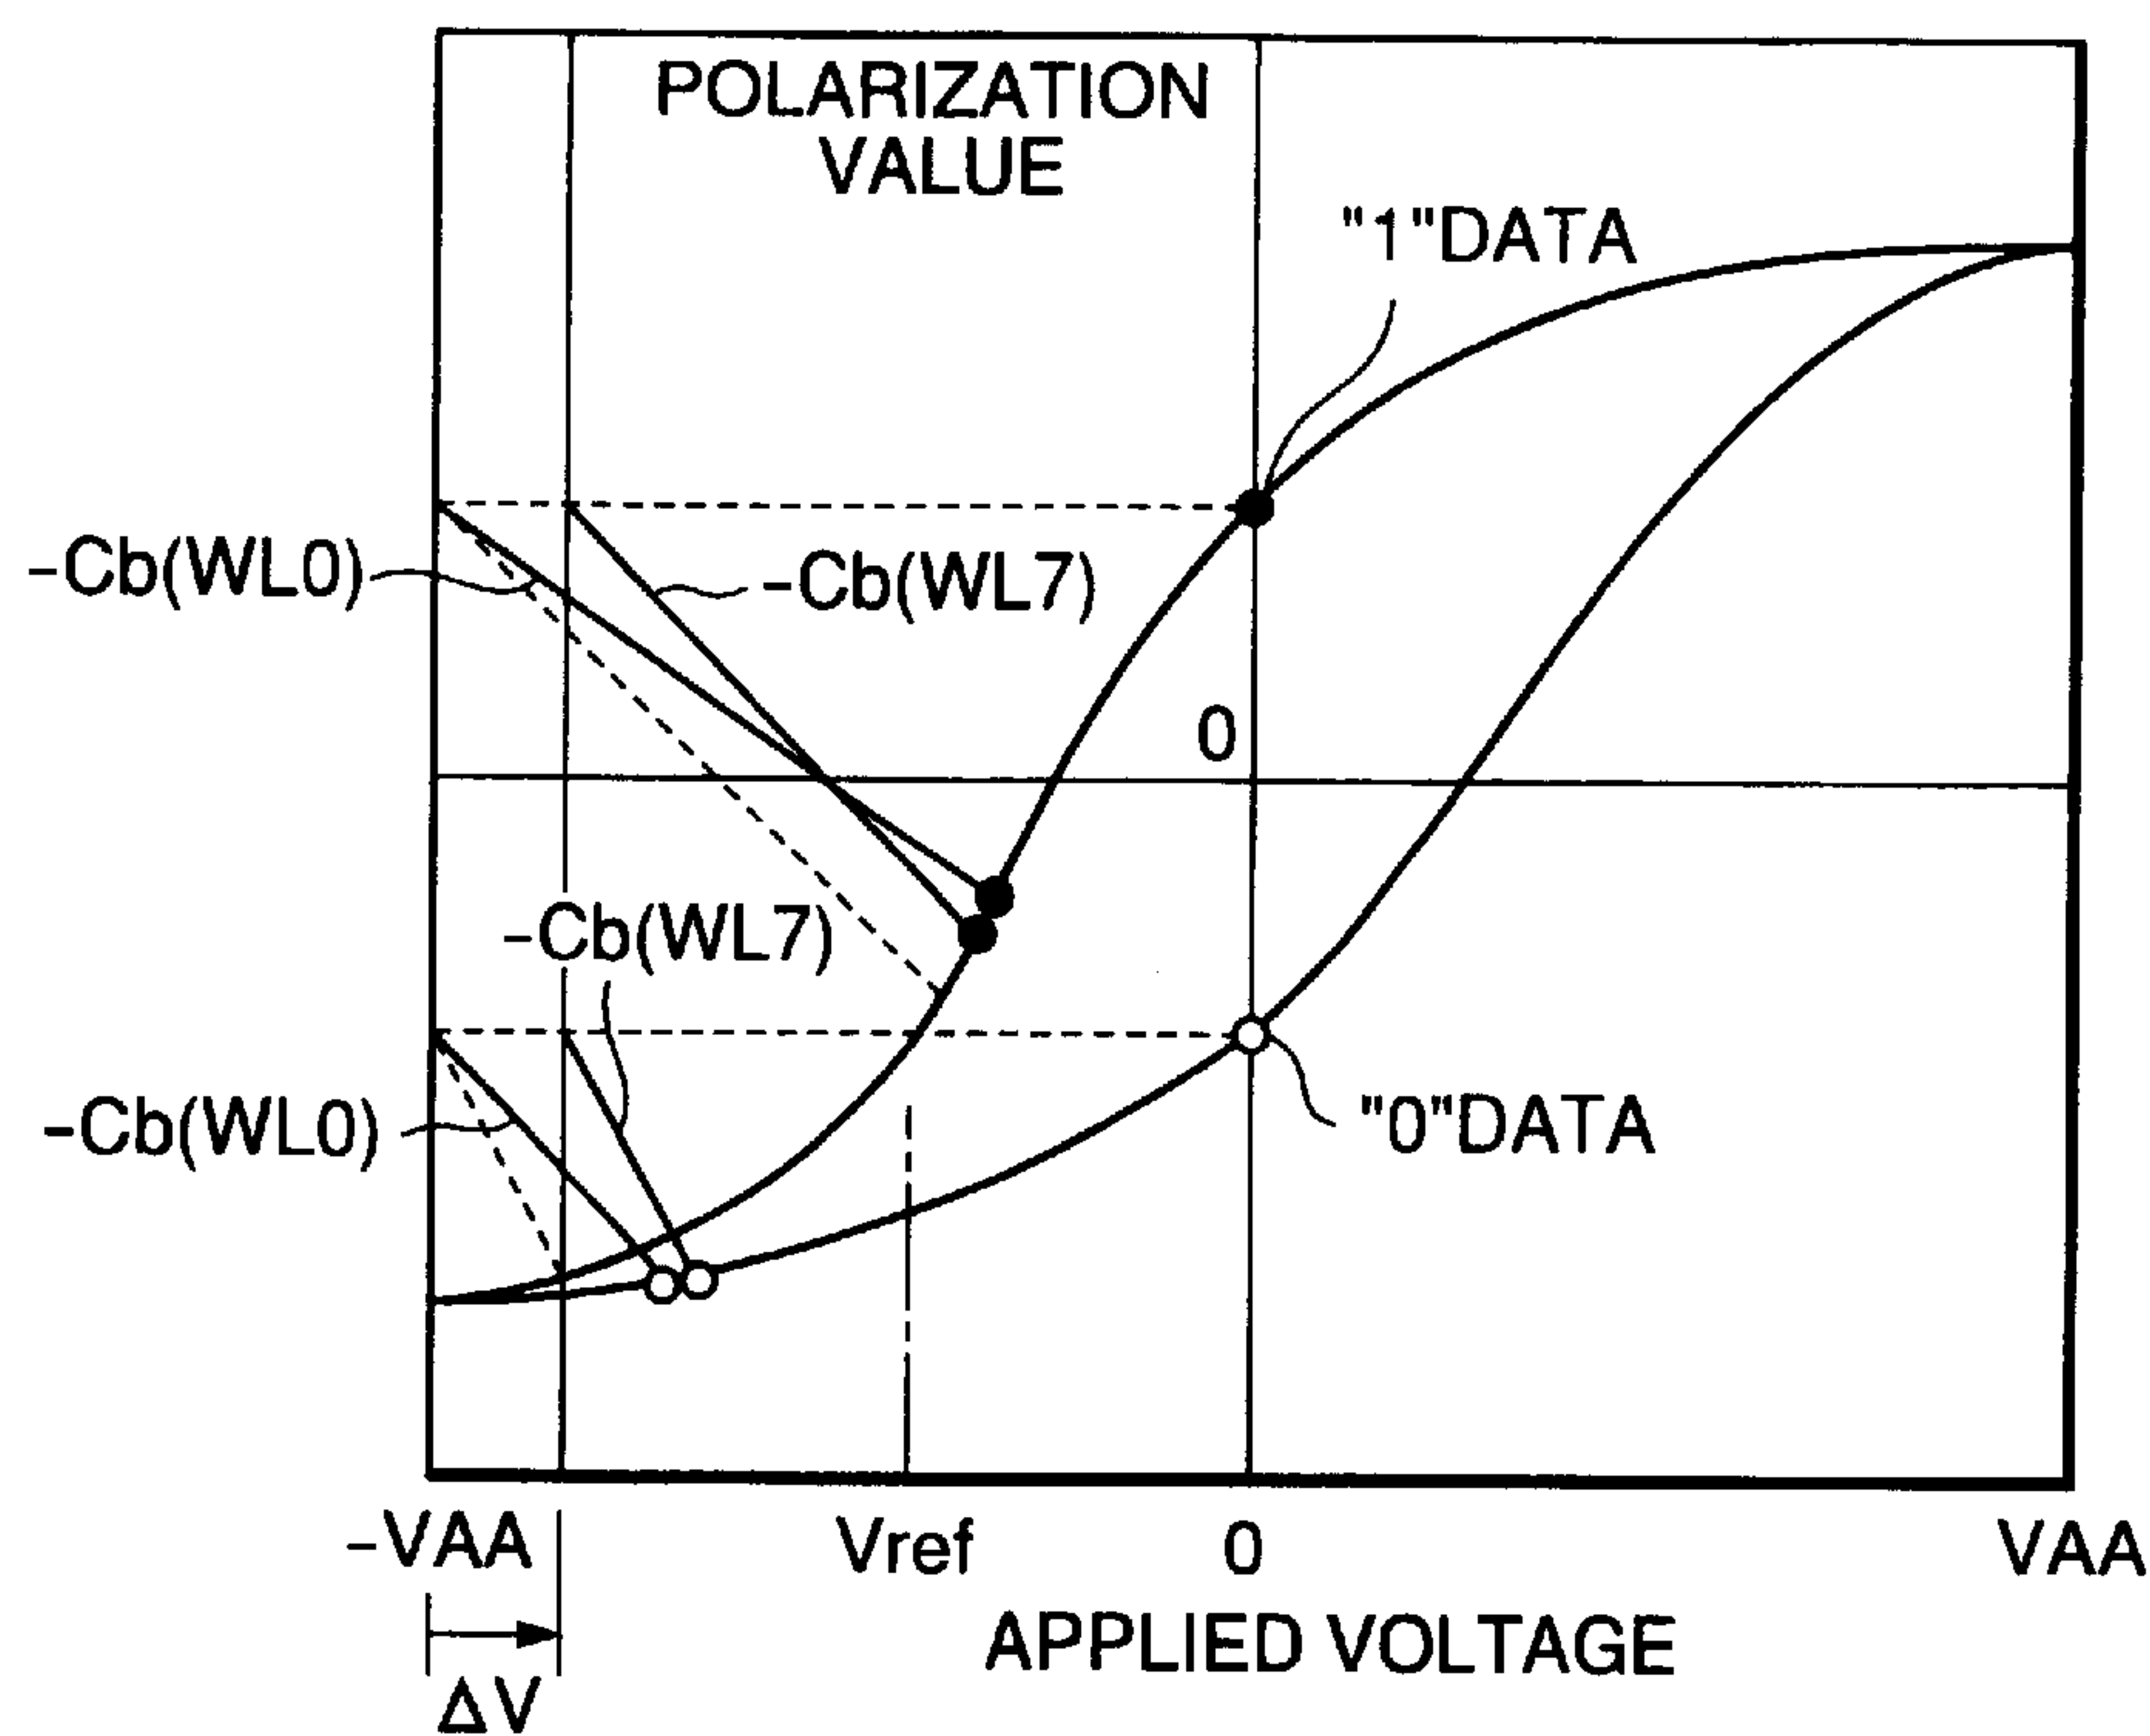 POLARIZATION
VALUE
"1"DATA
-Cb(WL0)
-Cb(WL7)
0
-Cb(WL7)
-Cb(WL0)
"0"DATA
-VAA
Vref
0
VAA
APPLIED VOLTAGE
ΔV